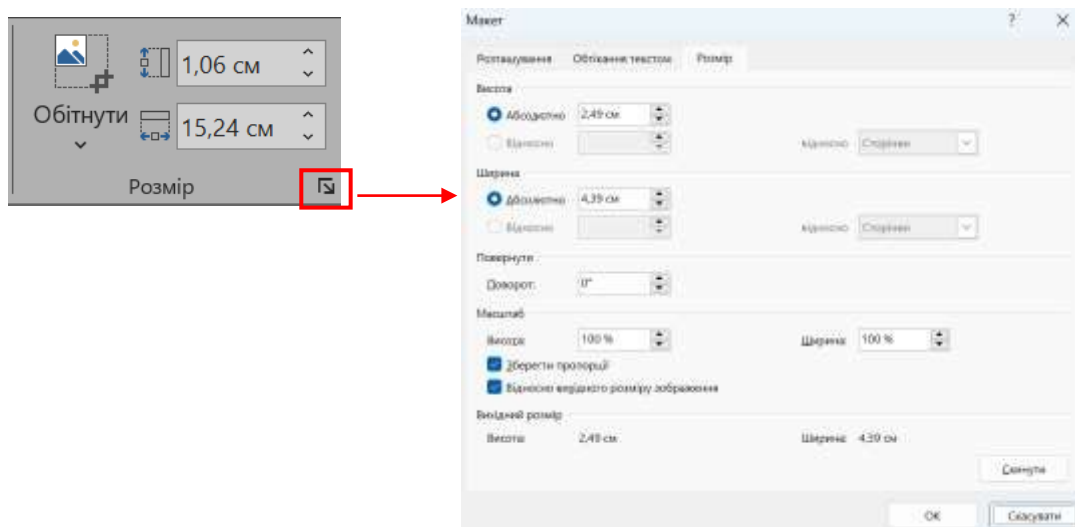 1,06 см
Обітнути
15,24 см
Розмір
Макет ? ×
Розташування Обтікання текстом Розмір
Висота
Абсолютно 2,49 см
Відносно відносно Сторінки
Ширина
Абсолютно 4,39 см
Відносно відносно Сторінки
Повернути
Поворот: 0°
Масштаб
Висота: 100 % Ширина: 100 %
Зберегти пропорції
Відносно вихідного розміру зображення
Вихідний розмір
Висота: 2,49 см Ширина: 4,39 см
Скинути
ОК Скасувати